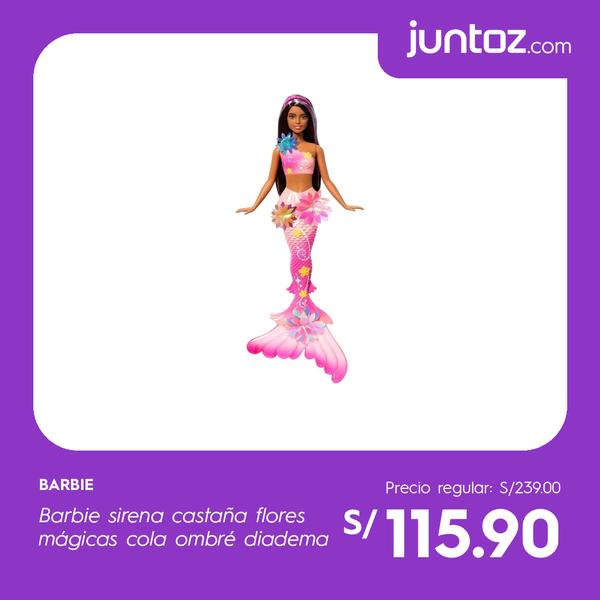 juntoz.com
BARBIE
Barbie sirena castaña flores
mágicas cola ombré diadema
Precio regular: S/239.00
S/115.90